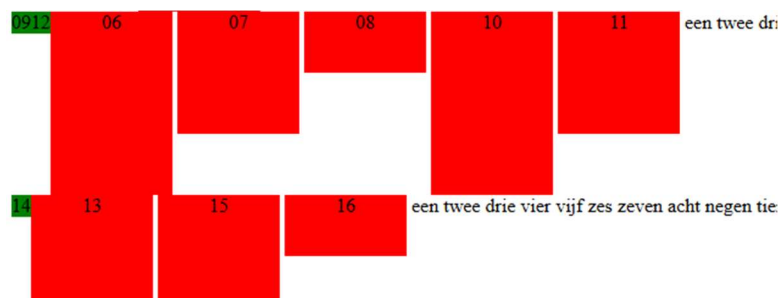 0912 06 07 08 10 11 een twee dri
14 13 15 16 een twee drie vier vijf zes zeven acht negen tie